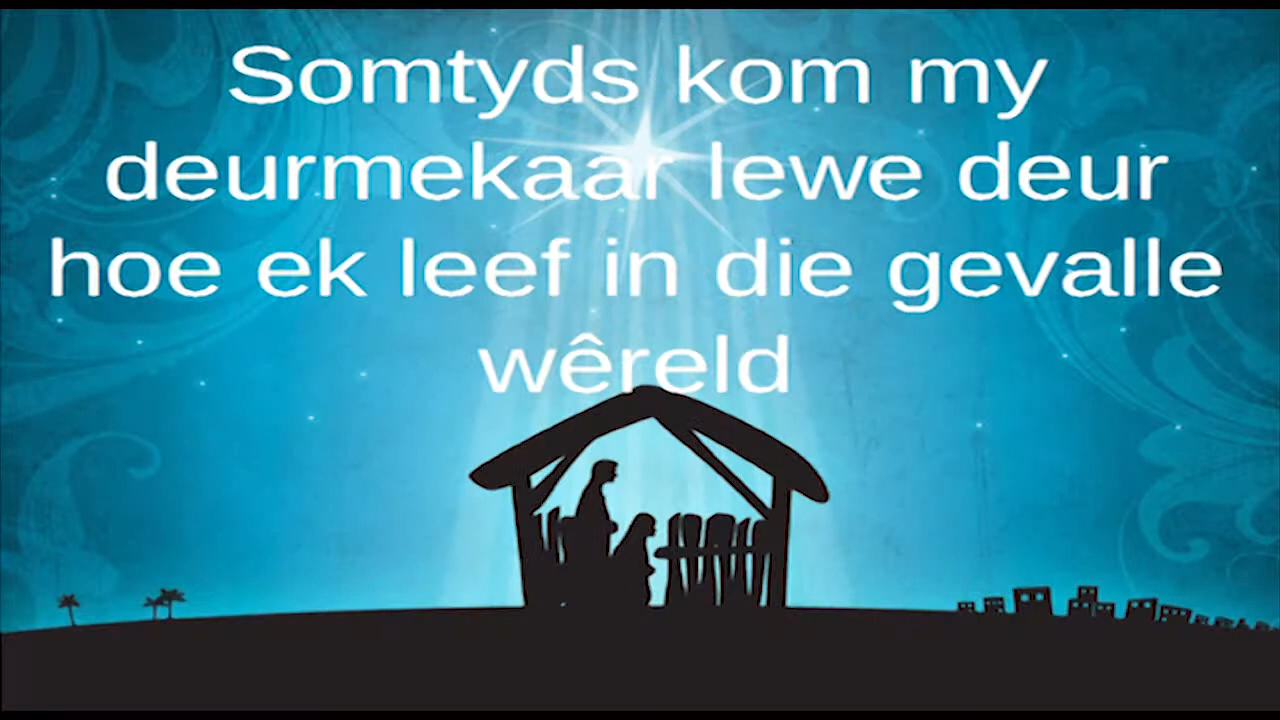 Somtyds kom my
deurmekaar lewe deur
hoe ek leef in die gevalle
wêreld